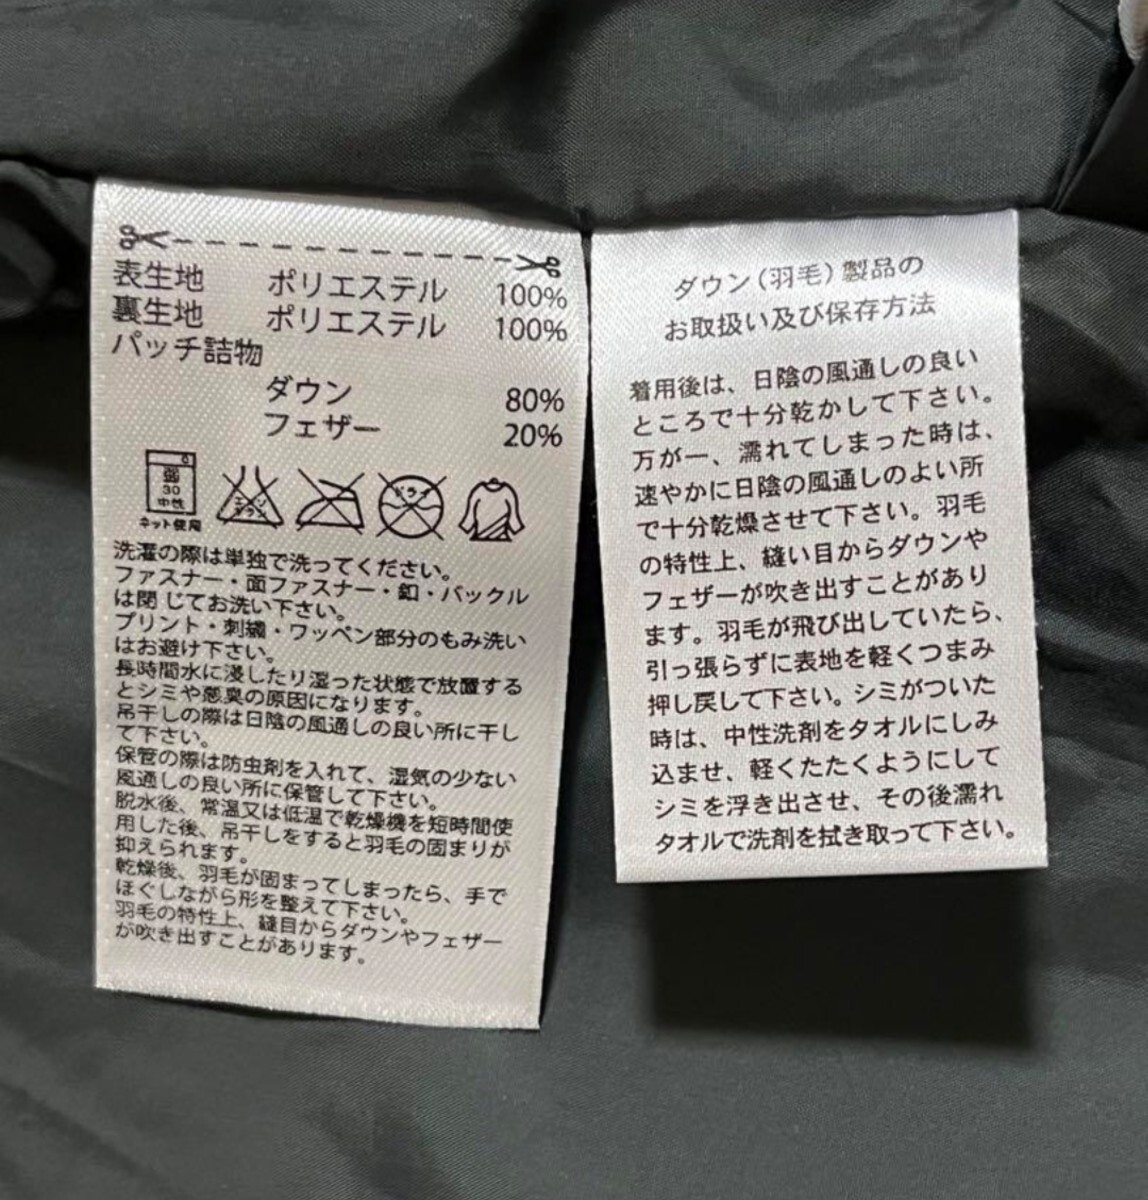 表生地 ポリエステル 100%
裏生地 ポリエステル 100%
パッチ詰物
ダウン 80%
フェザー 20%
弱
30
中性
ネット使用
エンソサラシ
ドライ
洗濯の際は単独で洗ってください。
ファスナー・面ファスナー・釦・バックル
は閉じてお洗い下さい。
プリント・刺繍・ワッペン部分のもみ洗い
はお避け下さい。
長時間水に浸したり湿った状態で放置する
とシミや悪臭の原因になります。
吊干しの際は日陰の風通しの良い所に干し
て下さい。
保管の際は防虫剤を入れて、湿気の少ない
風通しの良い所に保管して下さい。
脱水後、常温又は低温で乾燥機を短時間使
用した後、吊干しをすると羽毛の固まりが
抑えられます。
乾燥後、羽毛が固まってしまったら、手で
ほぐしながら形を整えて下さい。
羽毛の特性上、縫目からダウンやフェザー
が吹き出すことがあります。
ダウン(羽毛)製品の
お取扱い及び保存方法
着用後は、日陰の風通しの良い
ところで十分乾かして下さい。
万が一、濡れてしまった時は、
速やかに日陰の風通しのよい所
で十分乾燥させて下さい。羽毛
の特性上、縫い目からダウンや
フェザーが吹き出すことがあり
ます。羽毛が飛び出していたら、
引っ張らずに表地を軽くつまみ
押し戻して下さい。シミがついた
時は、中性洗剤をタオルにしみ
込ませ、軽くたたくようにして
シミを浮き出させ、その後濡れ
タオルで洗剤を拭き取って下さい。